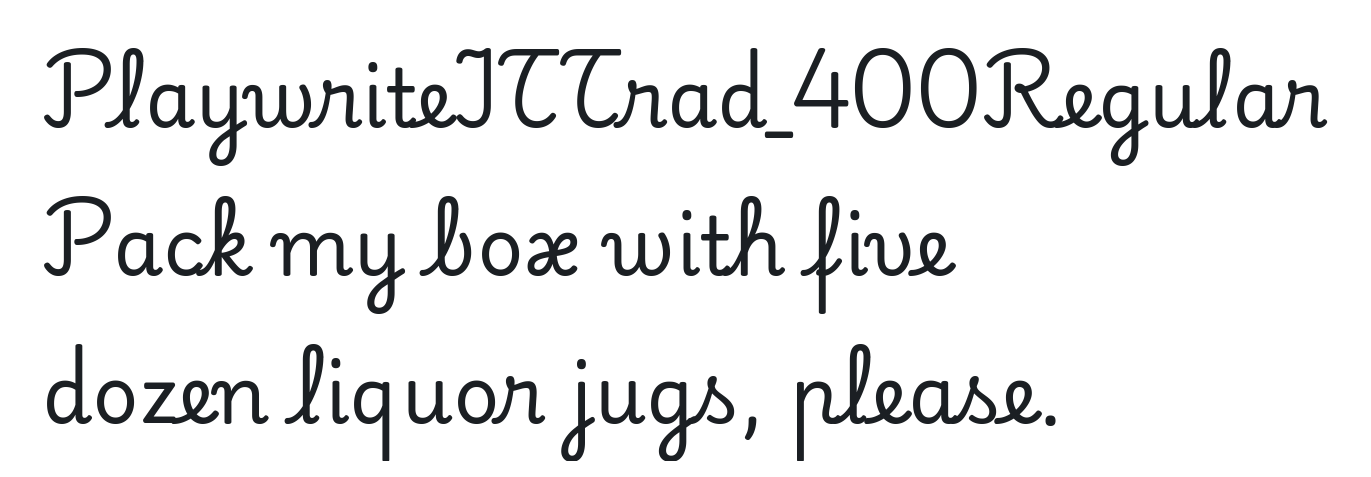 PlaywriteITTrad_400Regular
Pack my box with five
dozen liquor jugs, please.